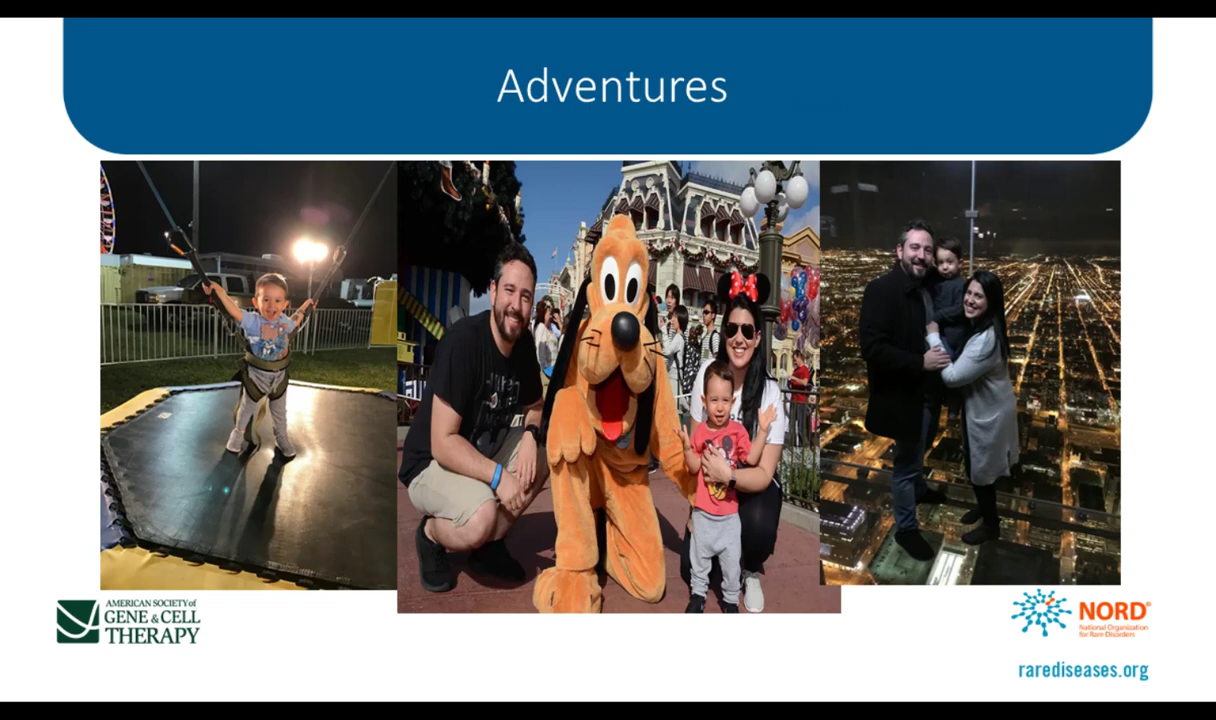 Adventures
AMERICAN SOCIETY of
GENE & CELL
THERAPY
NORD®
National Organization
for Rare Disorders
rarediseases.org